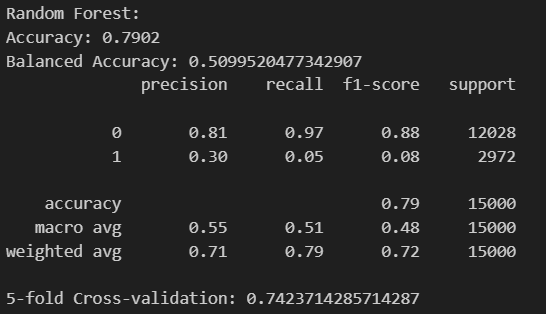 Random Forest:
Accuracy: 0.7902
Balanced Accuracy: 0.5099520477342907
precision recall f1-score support
0 0.81 0.97 0.88 12028
1 0.30 0.05 0.08 2972
accuracy 0.79 15000
macro avg 0.55 0.51 0.48 15000
weighted avg 0.71 0.79 0.72 15000
5-fold Cross-validation: 0.7423714285714287